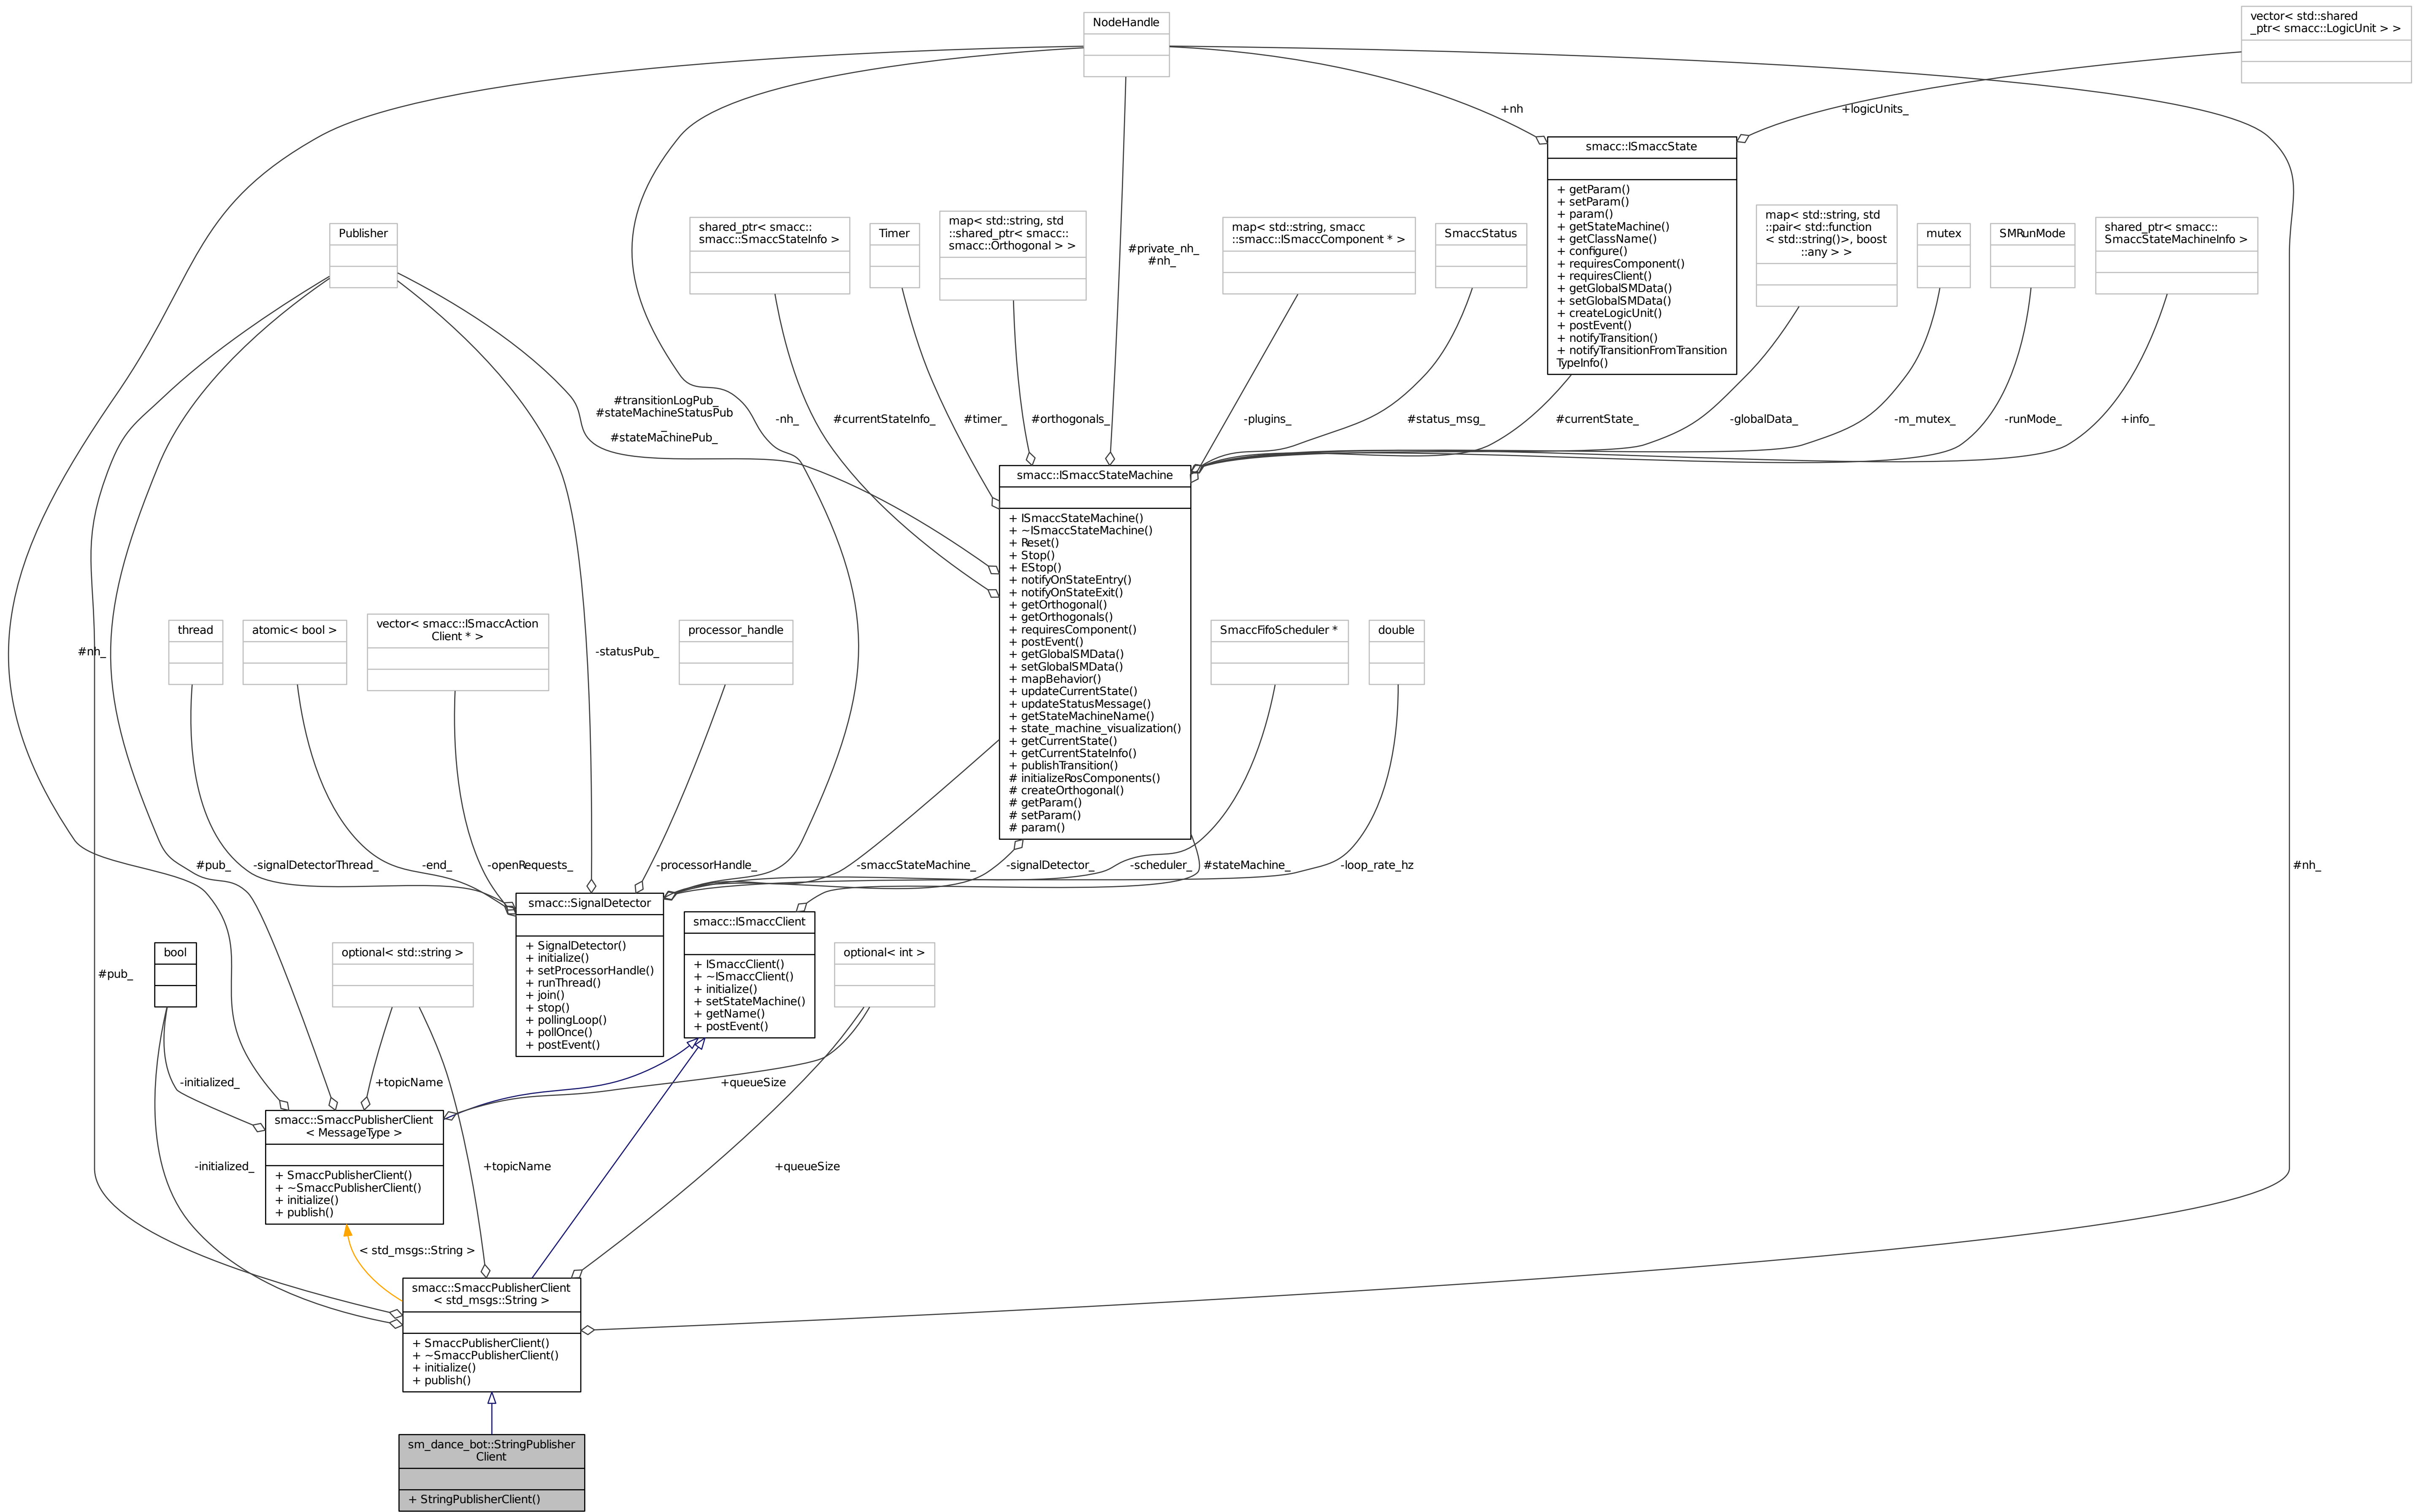 NodeHandle
vector< std::shared
_ptr< smacc::LogicUnit > >
+nh
+logicUnits_
smacc::ISmaccState
+ getParam()
+ setParam()
+ param()
+ getStateMachine()
+ getClassName()
+ configure()
+ requiresComponent()
+ requiresClient()
+ getGlobalSMData()
+ setGlobalSMData()
+ createLogicUnit()
+ postEvent()
+ notifyTransition()
+ notifyTransitionFromTransition
TypeInfo()
Publisher
shared_ptr< smacc::
smacc::SmaccStateInfo >
Timer
map< std::string, std
::shared_ptr< smacc::
smacc::Orthogonal > >
#private_nh_
#nh_
map< std::string, smacc
::smacc::ISmaccComponent * >
SmaccStatus
map< std::string, std
::pair< std::function
< std::string()>, boost
::any > >
mutex
SMRunMode
shared_ptr< smacc::
SmaccStateMachineInfo >
#transitionLogPub_
#stateMachineStatusPub
_
#stateMachinePub_
-nh_
#currentStateInfo_
#timer_
#orthogonals_
-plugins_
#status_msg_
#currentState_
-globalData_
-m_mutex_
-runMode_
+info_
smacc::ISmaccStateMachine
+ ISmaccStateMachine()
+ ~ISmaccStateMachine()
+ Reset()
+ Stop()
+ EStop()
+ notifyOnStateEntry()
+ notifyOnStateExit()
+ getOrthogonal()
+ getOrthogonals()
+ requiresComponent()
+ postEvent()
+ getGlobalSMData()
+ setGlobalSMData()
+ mapBehavior()
+ updateCurrentState()
+ updateStatusMessage()
+ getStateMachineName()
+ state_machine_visualization()
+ getCurrentState()
+ getCurrentStateInfo()
+ publishTransition()
# initializeRosComponents()
# createOrthogonal()
# getParam()
# setParam()
# param()
#nh_
thread
atomic< bool >
vector< smacc::ISmaccAction
Client * >
-statusPub_
processor_handle
SmaccFifoScheduler *
double
#pub_
-signalDetectorThread_
-end_
-openRequests_
-processorHandle_
-smaccStateMachine_
-signalDetector_
-scheduler_
#stateMachine_
-loop_rate_hz
#nh_
smacc::SignalDetector
+ SignalDetector()
+ initialize()
+ setProcessorHandle()
+ runThread()
+ join()
+ stop()
+ pollingLoop()
+ pollOnce()
+ postEvent()
smacc::ISmaccClient
+ ISmaccClient()
+ ~ISmaccClient()
+ initialize()
+ setStateMachine()
+ getName()
+ postEvent()
#pub_
bool
optional< std::string >
optional< int >
-initialized_
+topicName
+queueSize
smacc::SmaccPublisherClient
< MessageType >
+ SmaccPublisherClient()
+ ~SmaccPublisherClient()
+ initialize()
+ publish()
-initialized_
+topicName
+queueSize
< std_msgs::String >
smacc::SmaccPublisherClient
< std_msgs::String >
+ SmaccPublisherClient()
+ ~SmaccPublisherClient()
+ initialize()
+ publish()
sm_dance_bot::StringPublisher
Client
+ StringPublisherClient()